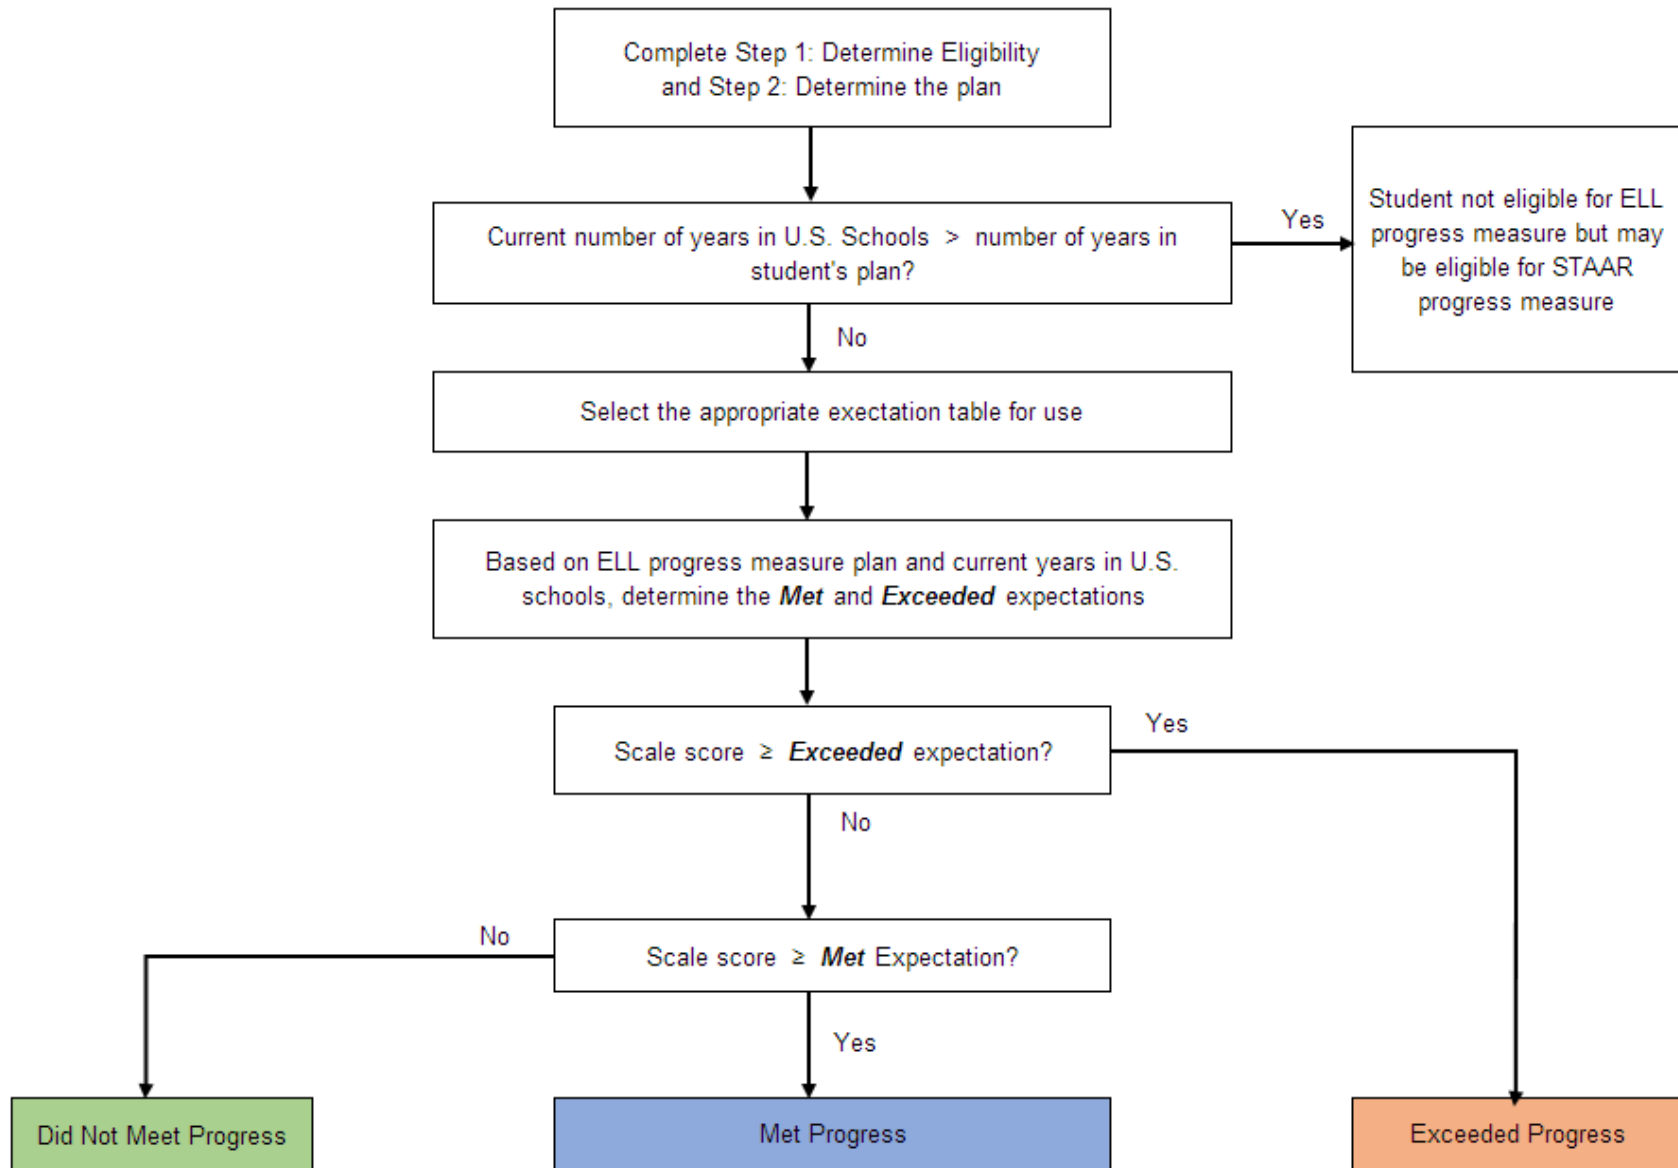 Complete Step 1: Determine Eligibility
and Step 2: Determine the plan
Current number of years in U.S. Schools > number of years in
student's plan?
Yes
Student not eligible for ELL
progress measure but may
be eligible for STAAR
progress measure
No
Select the appropriate exectation table for use
Based on ELL progress measure plan and current years in U.S.
schools, determine the Met and Exceeded expectations
Scale score ≥ Exceeded expectation?
Yes
No
Scale score ≥ Met Expectation?
No
Yes
Did Not Meet Progress
Met Progress
Exceeded Progress